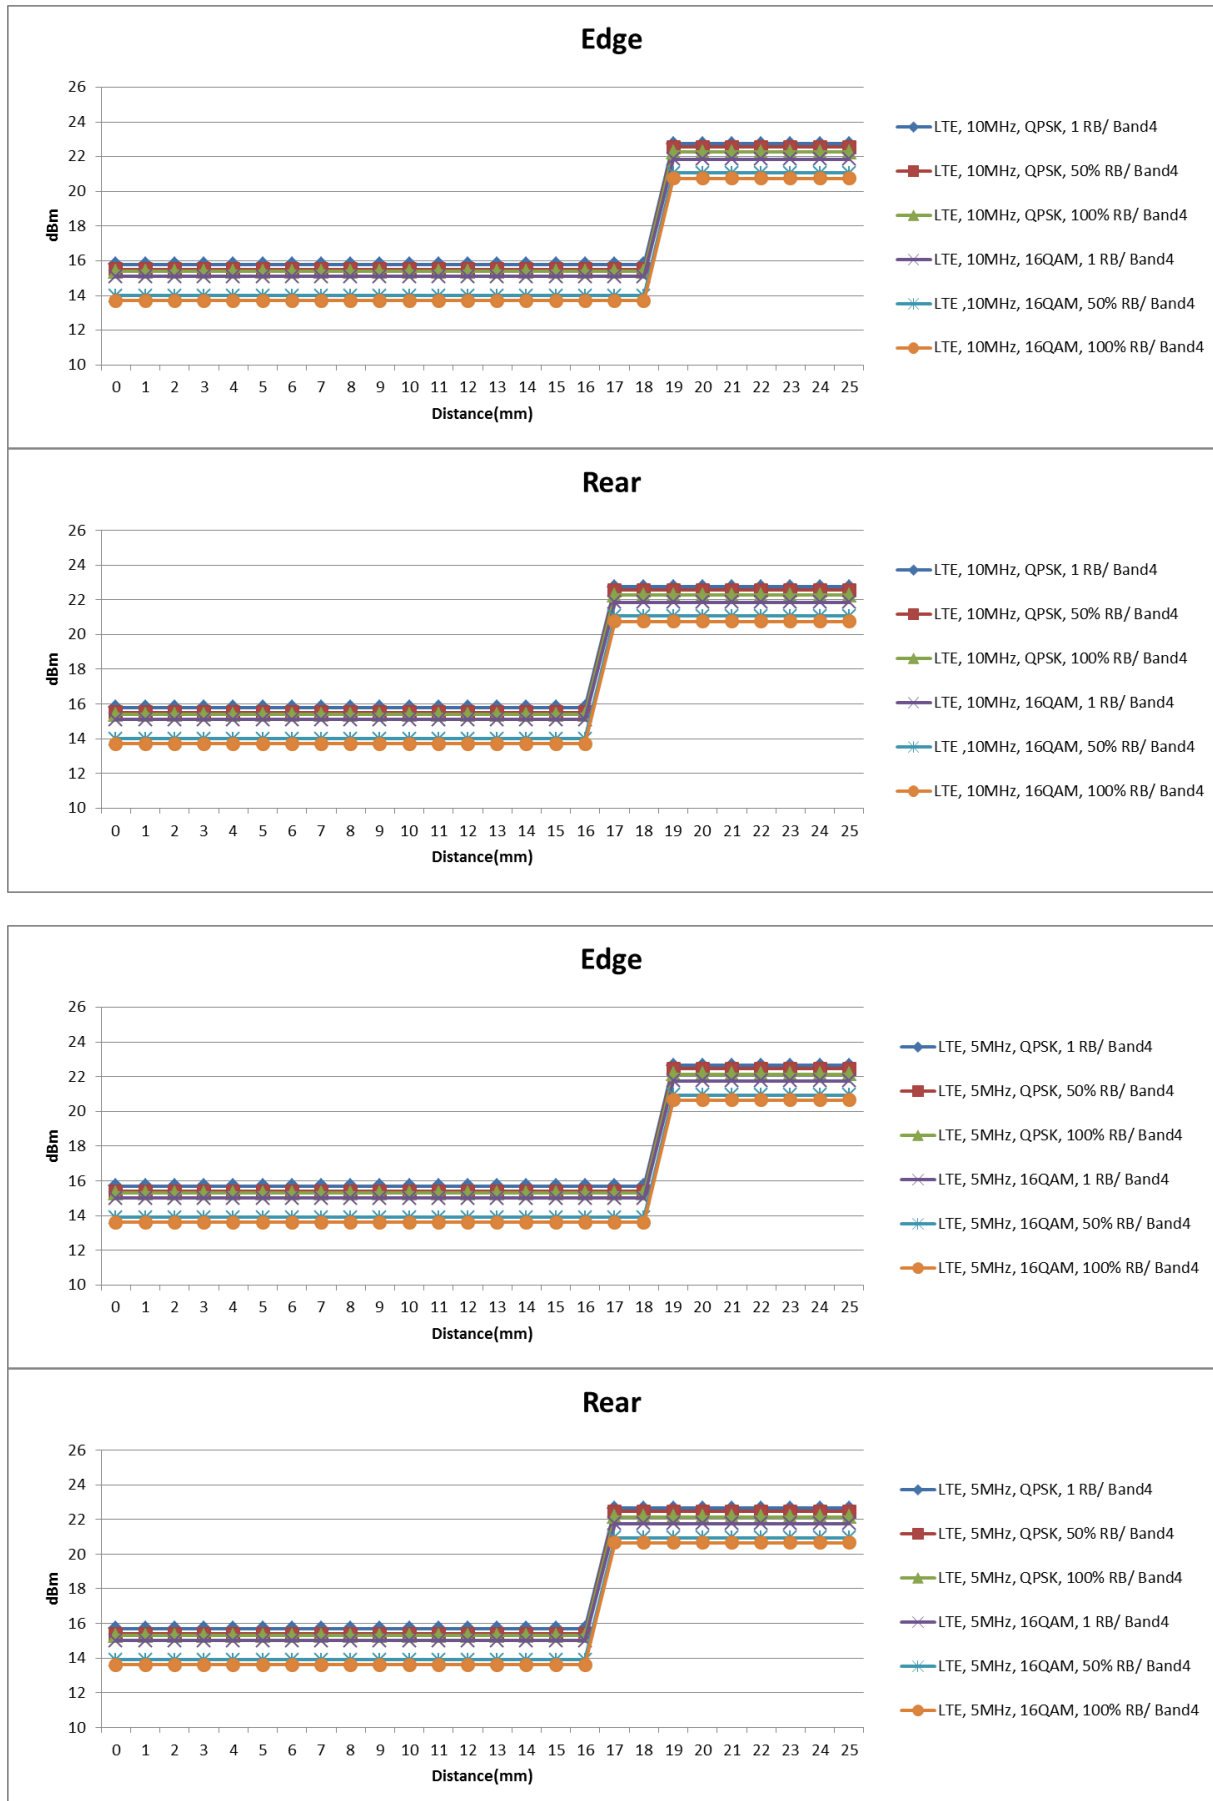 Edge
26
24
22
20
18
16
14
12
10
dBm
0 1 2 3 4 5 6 7 8 9 10 11 12 13 14 15 16 17 18 19 20 21 22 23 24 25
Distance(mm)
LTE, 10MHz, QPSK, 1 RB/ Band4
LTE, 10MHz, QPSK, 50% RB/ Band4
LTE, 10MHz, QPSK, 100% RB/ Band4
LTE, 10MHz, 16QAM, 1 RB/ Band4
LTE ,10MHz, 16QAM, 50% RB/ Band4
LTE, 10MHz, 16QAM, 100% RB/ Band4
Rear
26
24
22
20
18
16
14
12
10
dBm
0 1 2 3 4 5 6 7 8 9 10 11 12 13 14 15 16 17 18 19 20 21 22 23 24 25
Distance(mm)
LTE, 10MHz, QPSK, 1 RB/ Band4
LTE, 10MHz, QPSK, 50% RB/ Band4
LTE, 10MHz, QPSK, 100% RB/ Band4
LTE, 10MHz, 16QAM, 1 RB/ Band4
LTE ,10MHz, 16QAM, 50% RB/ Band4
LTE, 10MHz, 16QAM, 100% RB/ Band4
Edge
26
24
22
20
18
16
14
12
10
dBm
0 1 2 3 4 5 6 7 8 9 10 11 12 13 14 15 16 17 18 19 20 21 22 23 24 25
Distance(mm)
LTE, 5MHz, QPSK, 1 RB/ Band4
LTE, 5MHz, QPSK, 50% RB/ Band4
LTE, 5MHz, QPSK, 100% RB/ Band4
LTE, 5MHz, 16QAM, 1 RB/ Band4
LTE, 5MHz, 16QAM, 50% RB/ Band4
LTE, 5MHz, 16QAM, 100% RB/ Band4
Rear
26
24
22
20
18
16
14
12
10
dBm
0 1 2 3 4 5 6 7 8 9 10 11 12 13 14 15 16 17 18 19 20 21 22 23 24 25
Distance(mm)
LTE, 5MHz, QPSK, 1 RB/ Band4
LTE, 5MHz, QPSK, 50% RB/ Band4
LTE, 5MHz, QPSK, 100% RB/ Band4
LTE, 5MHz, 16QAM, 1 RB/ Band4
LTE, 5MHz, 16QAM, 50% RB/ Band4
LTE, 5MHz, 16QAM, 100% RB/ Band4